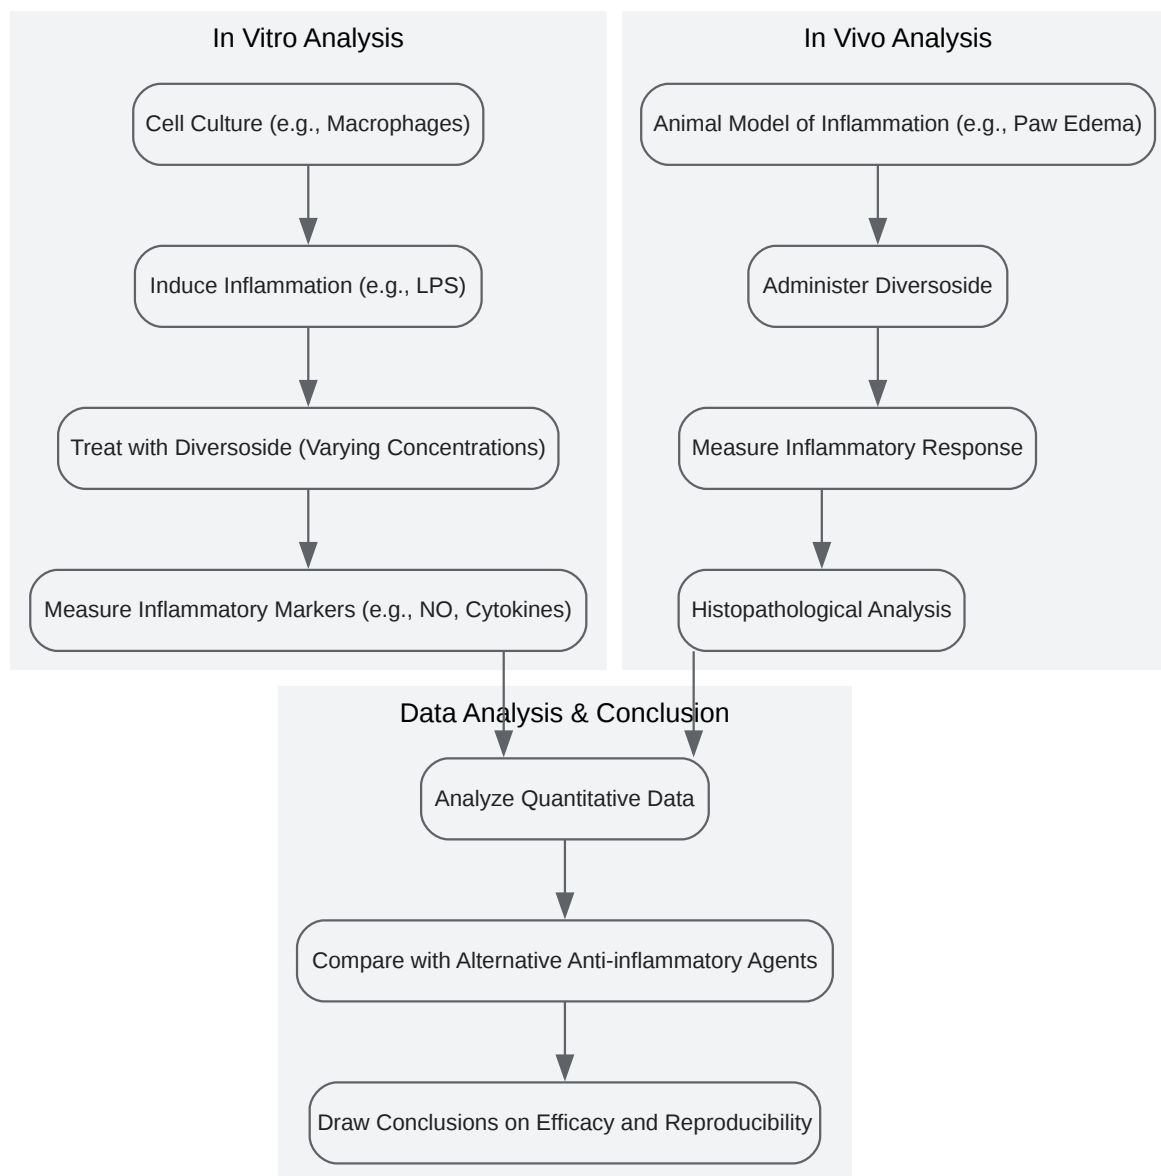 In Vitro Analysis
Cell Culture (e.g., Macrophages)
Induce Inflammation (e.g., LPS)
Treat with Diversoside (Varying Concentrations)
Measure Inflammatory Markers (e.g., NO, Cytokines)
In Vivo Analysis
Animal Model of Inflammation (e.g., Paw Edema)
Administer Diversoside
Measure Inflammatory Response
Histopathological Analysis
Data Analysis & Conclusion
Analyze Quantitative Data
Compare with Alternative Anti-inflammatory Agents
Draw Conclusions on Efficacy and Reproducibility